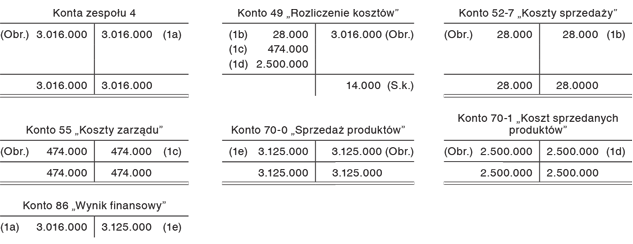 Konta zespołu 4
(Obr.) 3.016.000 3.016.000 (1a)
3.016.000 3.016.000
Konto 49 „Rozliczenie kosztów”
(1b) 28.000 3.016.000 (Obr.)
(1c) 474.000
(1d) 2.500.000
14.000 (S.k.)
Konto 52-7 „Koszty sprzedaży”
(Obr.) 28.000 28.000 (1b)
28.000 28.0000
Konto 55 „Koszty zarządu”
(Obr.) 474.000 474.000 (1c)
474.000 474.000
Konto 70-0 „Sprzedaż produktów”
(1e) 3.125.000 3.125.000 (Obr.)
3.125.000 3.125.000
Konto 70-1 „Koszt sprzedanych
produktów”
(Obr.) 2.500.000 2.500.000 (1d)
2.500.000 2.500.000
Konto 86 „Wynik finansowy”
(1a) 3.016.000 3.125.000 (1e)